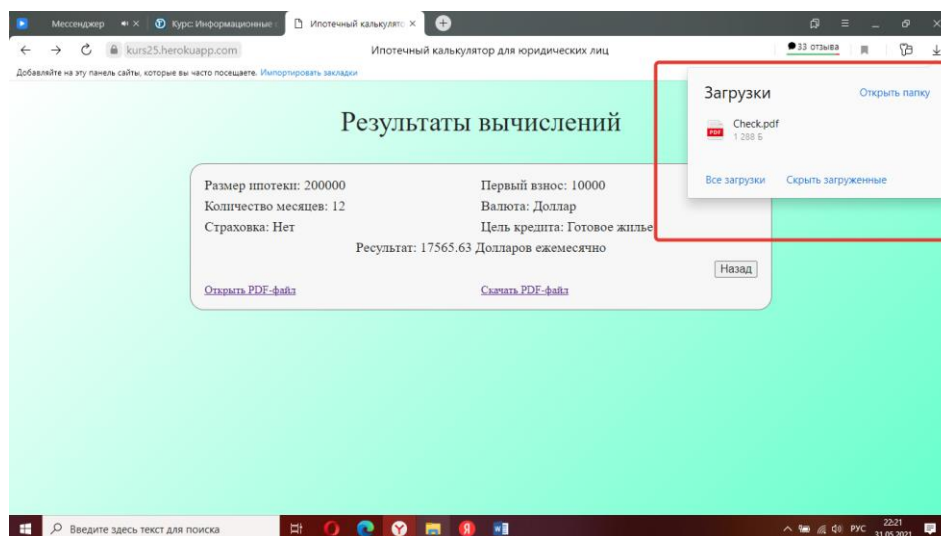 Мессенджер
Курс: Информационные
Ипотечный калькулято
kurs25.herokuapp.com
Ипотечный калькулятор для юридических лиц
33 отзыва
Добавляйте на эту панель сайты, которые вы часто посещаете. Импортировать закладки
Загрузки
Открыть папку
PDF
Check.pdf
1 288 Б
Все загрузки
Скрыть загруженные
Результаты вычислений
Размер ипотеки: 200000
Первый взнос: 10000
Количество месяцев: 12
Валюта: Доллар
Страховка: Нет
Цель кредита: Готовое жилье
Ресультат: 17565.63 Долларов ежемесячно
Назад
Открыть PDF-файл
Скачать PDF-файл
Введите здесь текст для поиска
РУС
22:21
31.05.2021